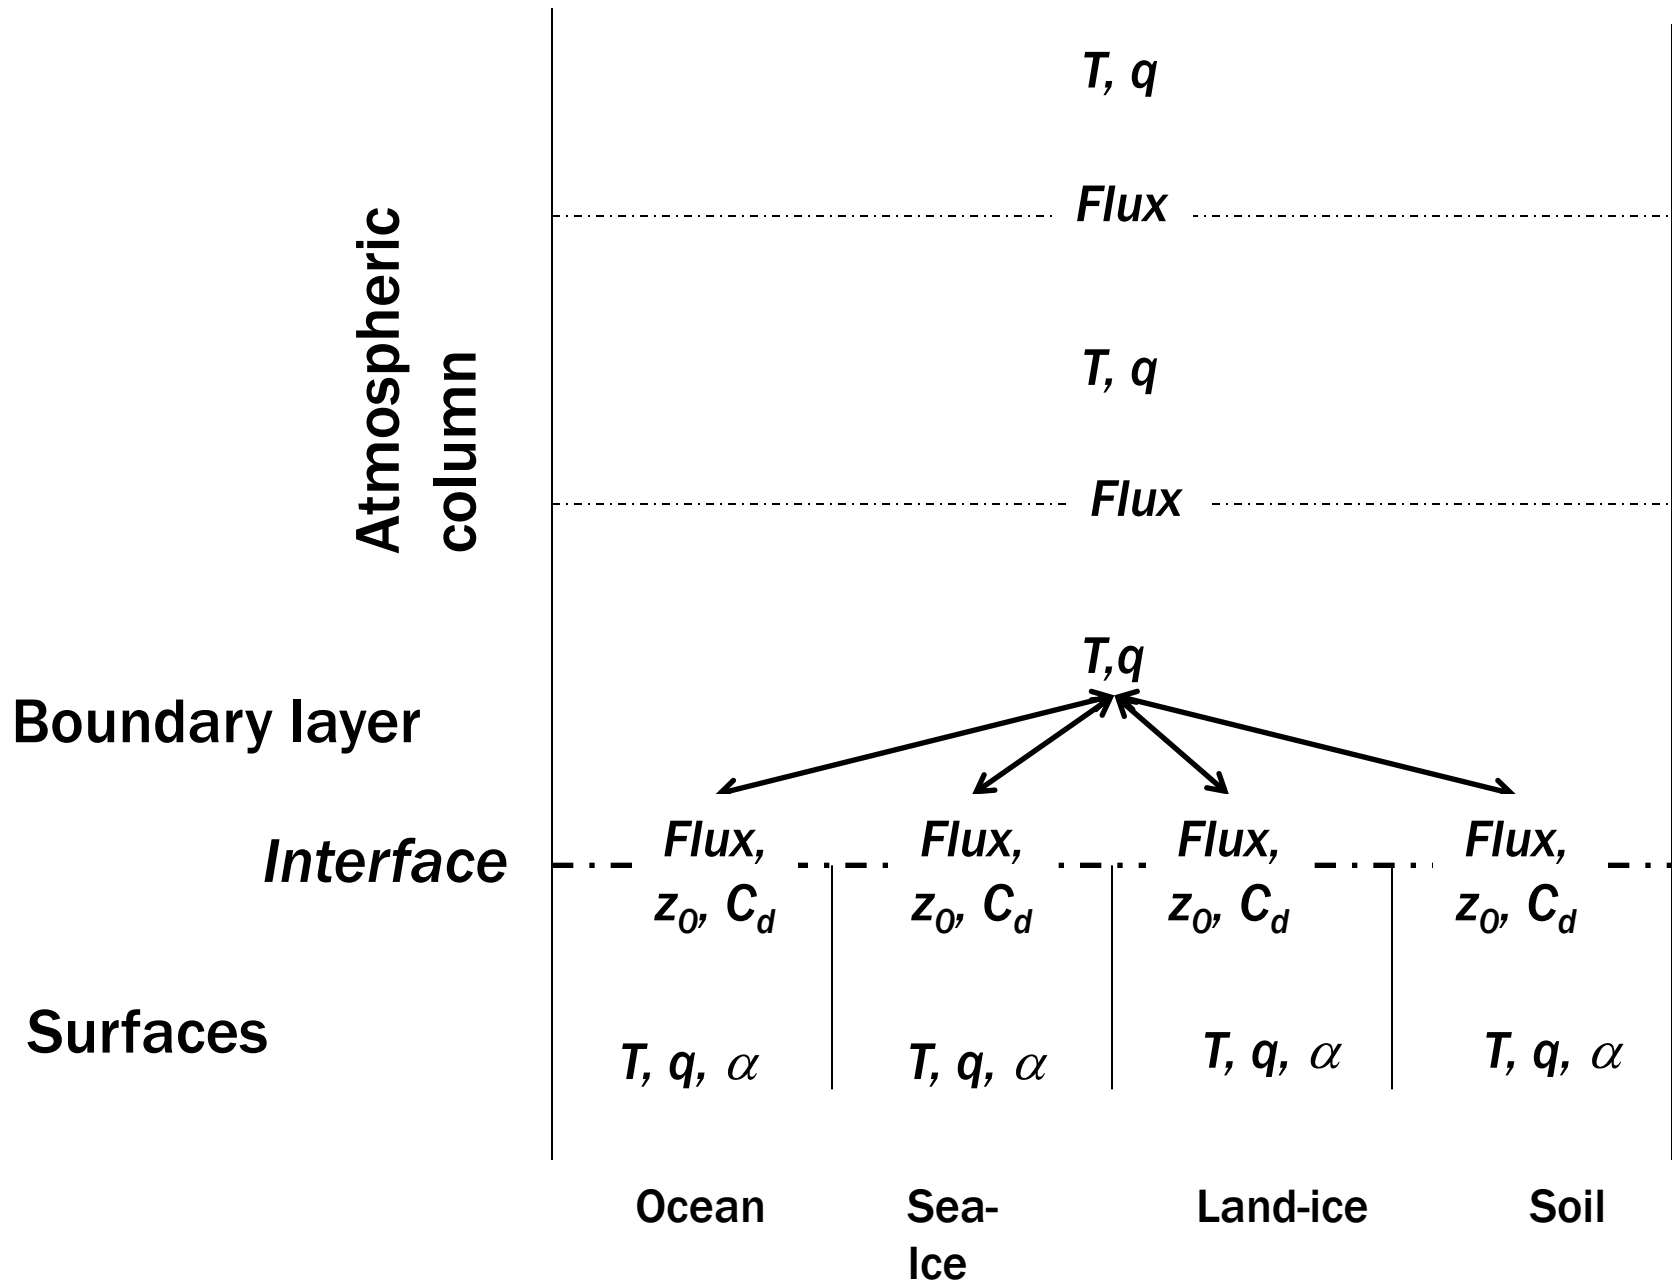 T, q
Flux
Atmospheric
column
T, q
Flux
T,q
Boundary layer
Interface
Flux,
z0, Cd
Flux,
z0, Cd
Flux,
z0, Cd
Flux,
z0, Cd
Surfaces
T, q, α
T, q, α
T, q, α
T, q, α
Ocean
Sea-
Ice
Land-ice
Soil